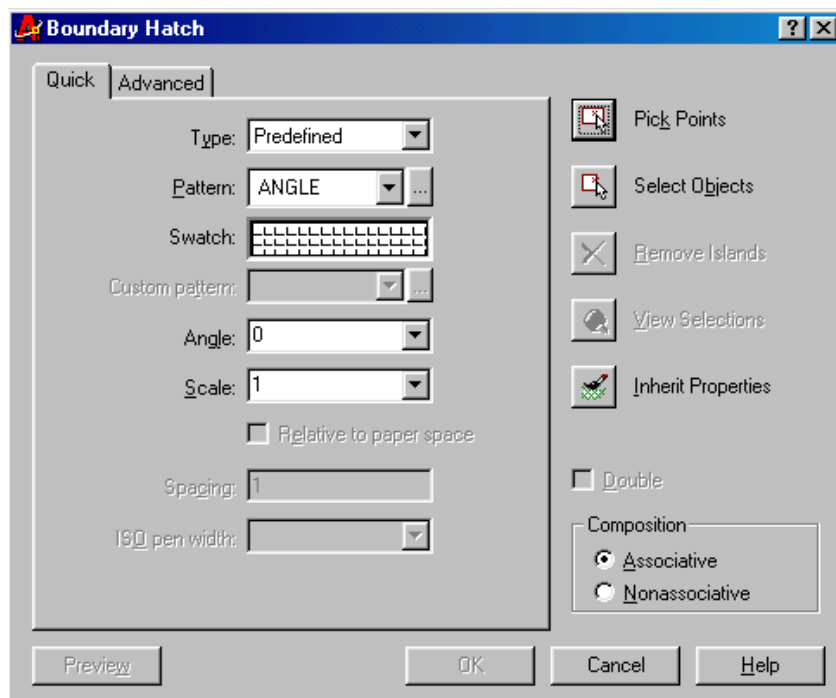 Boundary Hatch
Quick
Advanced
Type: Predefined
Pattern: ANGLE ...
Swatch:
Custom pattern: ...
Angle: 0
Scale: 1
Relative to paper space
Spacing: 1
ISO pen width:
Pick Points
Select Objects
Remove Islands
View Selections
Inherit Properties
Double
Composition
Associative
Nonassociative
Preview
OK
Cancel
Help